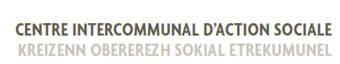 CENTRE INTERCOMMUNAL D'ACTION SOCIALE
KREIZENN OBEREREZH SOKIAL ETREKUMUNEL